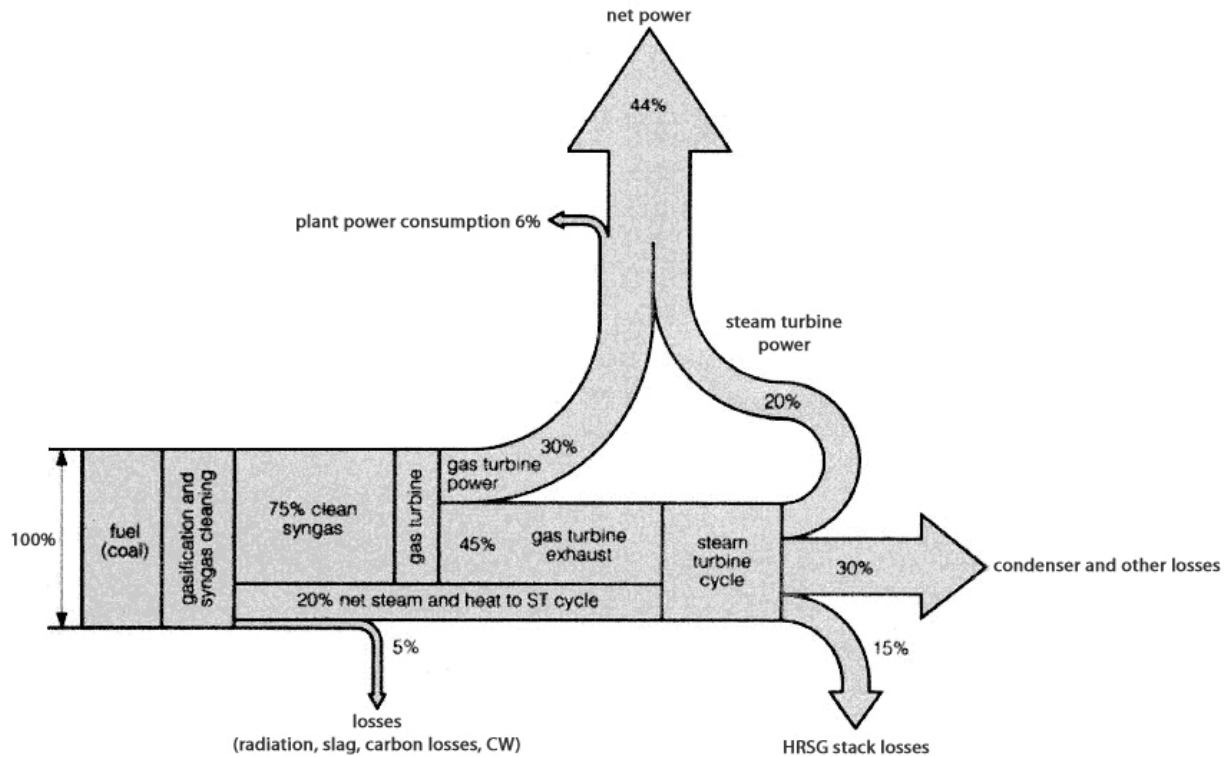 net power
44%
plant power consumption 6%
steam turbine
power
20%
30%
gas turbine
power
100%
fuel
(coal)
gasification and
syngas cleaning
75% clean
syngas
gas turbine
45%
gas turbine
exhaust
steam
turbine
cycle
30%
condenser and other losses
20% net steam and heat to ST cycle
5%
15%
losses
(radiation, slag, carbon losses, CW)
HRSG stack losses